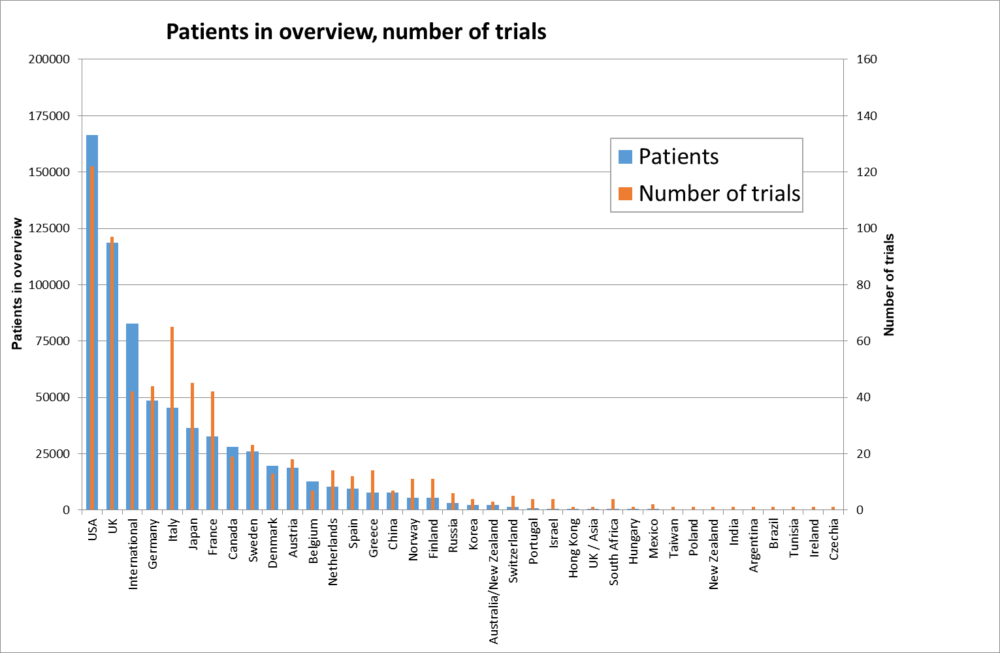 Patients in overview, number of trials
200000
175000
150000
125000
100000
75000
50000
25000
0
Patients in overview
160
140
120
100
80
60
40
20
0
Number of trials
Patients
Number of trials
USA
UK
International
Germany
Italy
Japan
France
Canada
Sweden
Denmark
Austria
Belgium
Netherlands
Spain
Greece
China
Norway
Finland
Russia
Korea
Australia/New Zealand
Switzerland
Portugal
Israel
Hong Kong
UK / Asia
South Africa
Hungary
Mexico
Taiwan
Poland
New Zealand
India
Argentina
Brazil
Tunisia
Ireland
Czechia